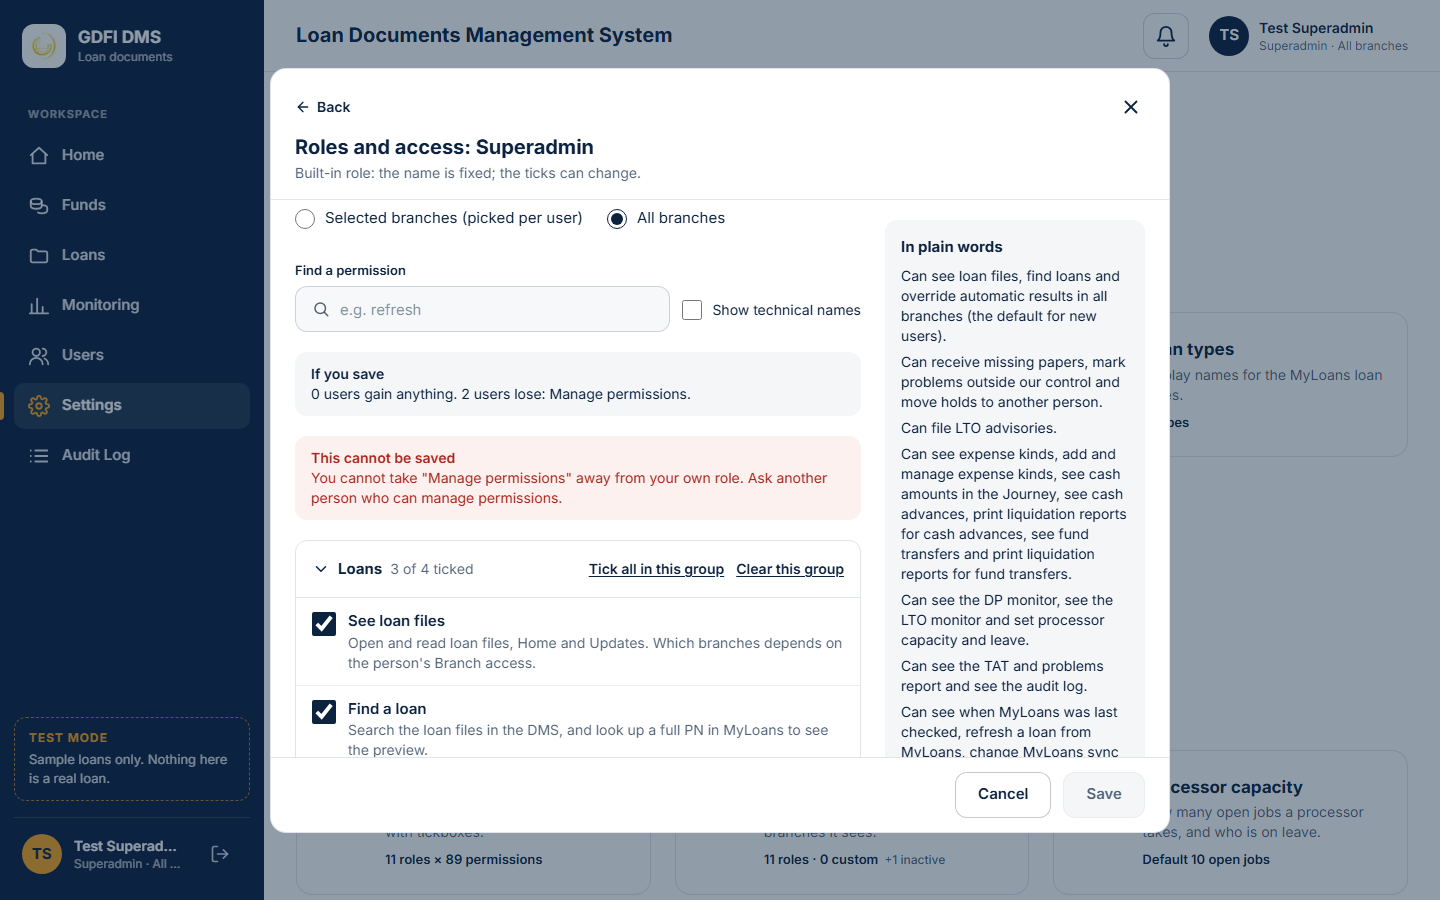 GDFI DMS
Loan documents
WORKSPACE
Home
Funds
Loans
Monitoring
Users
Settings
Audit Log
TEST MODE
Sample loans only. Nothing here
is a real loan.
TS
Test Superad...
Superadmin · All ...
Loan Documents Management System
TS
Test Superadmin
Superadmin · All branches
Back
Roles and access: Superadmin
Built-in role: the name is fixed; the ticks can change.
Selected branches (picked per user)
All branches
Find a permission
e.g. refresh
Show technical names
If you save
0 users gain anything. 2 users lose: Manage permissions.
This cannot be saved
You cannot take "Manage permissions" away from your own role. Ask another
person who can manage permissions.
Loans 3 of 4 ticked
Tick all in this group
Clear this group
See loan files
Open and read loan files, Home and Updates. Which branches depends on
the person's Branch access.
Find a loan
Search the loan files in the DMS, and look up a full PN in MyLoans to see
the preview.
In plain words
Can see loan files, find loans and
override automatic results in all
branches (the default for new
users).
Can receive missing papers, mark
problems outside our control and
move holds to another person.
Can file LTO advisories.
Can see expense kinds, add and
manage expense kinds, see cash
amounts in the Journey, see cash
advances, print liquidation reports
for cash advances, see fund
transfers and print liquidation
reports for fund transfers.
Can see the DP monitor, see the
LTO monitor and set processor
capacity and leave.
Can see the TAT and problems
report and see the audit log.
Can see when MyLoans was last
checked, refresh a loan from
MyLoans, change MyLoans sync
Cancel
Save
n types
lay names for the MyLoans loan
s.
pes
with tickboxes.
11 roles × 89 permissions
branches it sees.
11 roles · 0 custom +1 inactive
cessor capacity
many open jobs a processor
takes, and who is on leave.
Default 10 open jobs